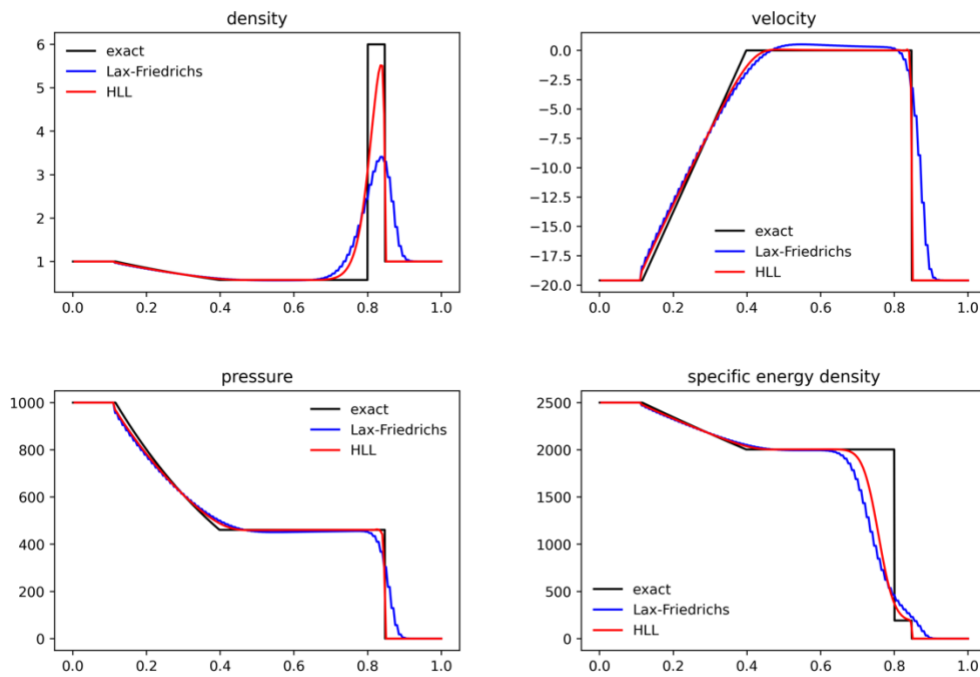 density
6
5
4
3
2
1
exact
Lax-Friedrichs
HLL
0.0 0.2 0.4 0.6 0.8 1.0
velocity
0.0
−2.5
−5.0
−7.5
−10.0
−12.5
−15.0
−17.5
−20.0
exact
Lax-Friedrichs
HLL
0.0 0.2 0.4 0.6 0.8 1.0
pressure
1000
800
600
400
200
0
exact
Lax-Friedrichs
HLL
0.0 0.2 0.4 0.6 0.8 1.0
specific energy density
2500
2000
1500
1000
500
0
exact
Lax-Friedrichs
HLL
0.0 0.2 0.4 0.6 0.8 1.0